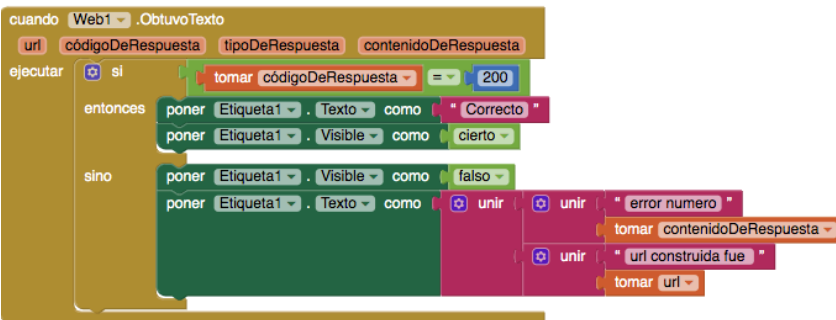 cuando Web1 .ObtuvoTexto
url códigoDeRespuesta tipoDeRespuesta contenidoDeRespuesta
ejecutar si tomar códigoDeRespuesta = 200
entonces poner Etiqueta1 . Texto como " Correcto "
poner Etiqueta1 . Visible como cierto
sino poner Etiqueta1 . Visible como falso
poner Etiqueta1 . Texto como unir unir " error numero "
tomar contenidoDeRespuesta
unir " url construida fue "
tomar url